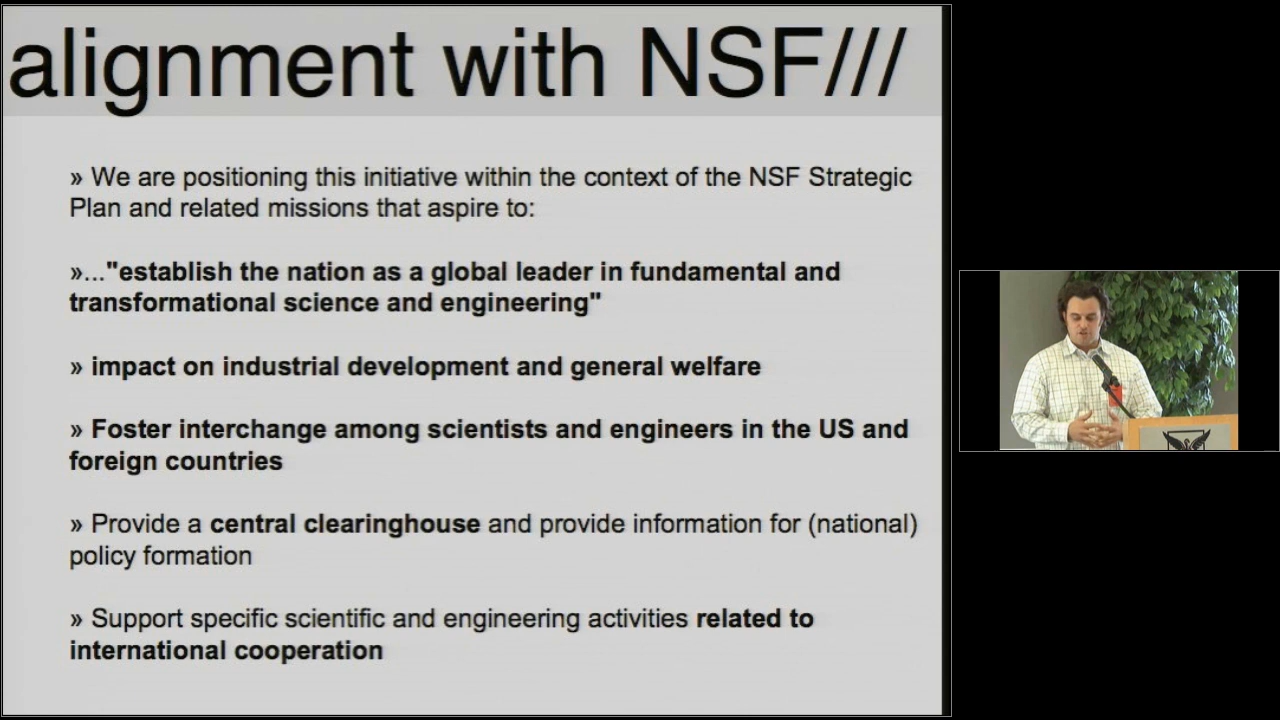 alignment with NSF///
» We are positioning this initiative within the context of the NSF Strategic
Plan and related missions that aspire to:
»..."establish the nation as a global leader in fundamental and
transformational science and engineering"
» impact on industrial development and general welfare
» Foster interchange among scientists and engineers in the US and
foreign countries
» Provide a central clearinghouse and provide information for (national)
policy formation
» Support specific scientific and engineering activities related to
international cooperation